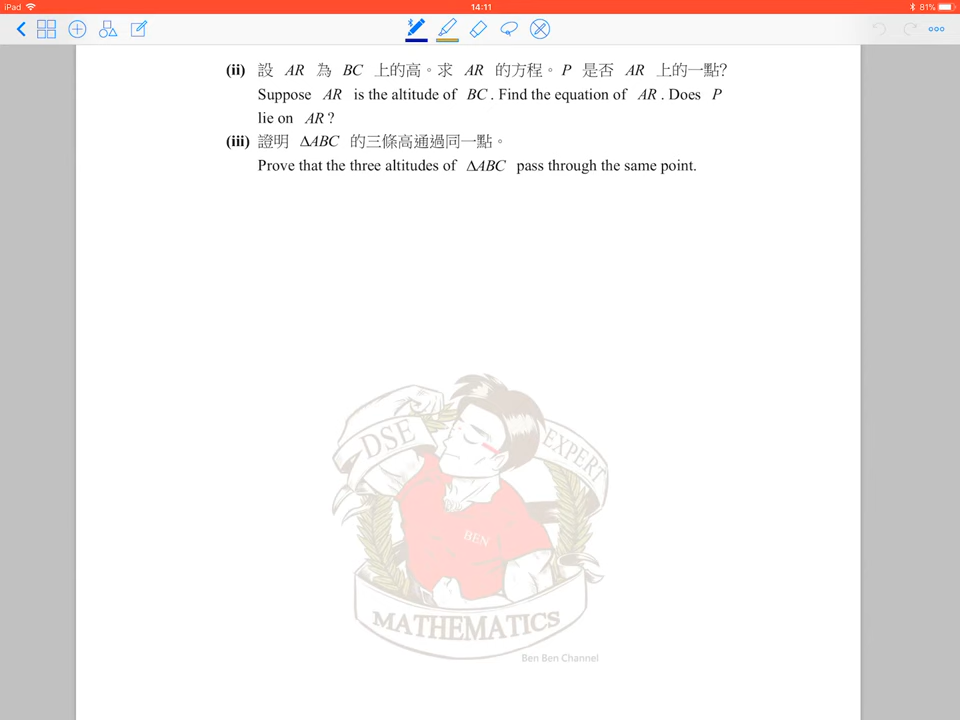 iPad 14:11 81%
(ii) 設 AR 為 BC 上的高。求 AR 的方程。P 是否 AR 上的一點?
Suppose AR is the altitude of BC. Find the equation of AR. Does P
lie on AR?
(iii) 證明 ΔABC 的三條高通過同一點。
Prove that the three altitudes of ΔABC pass through the same point.
DSE EXPERT
BEN
MATHEMATICS
Ben Ben Channel